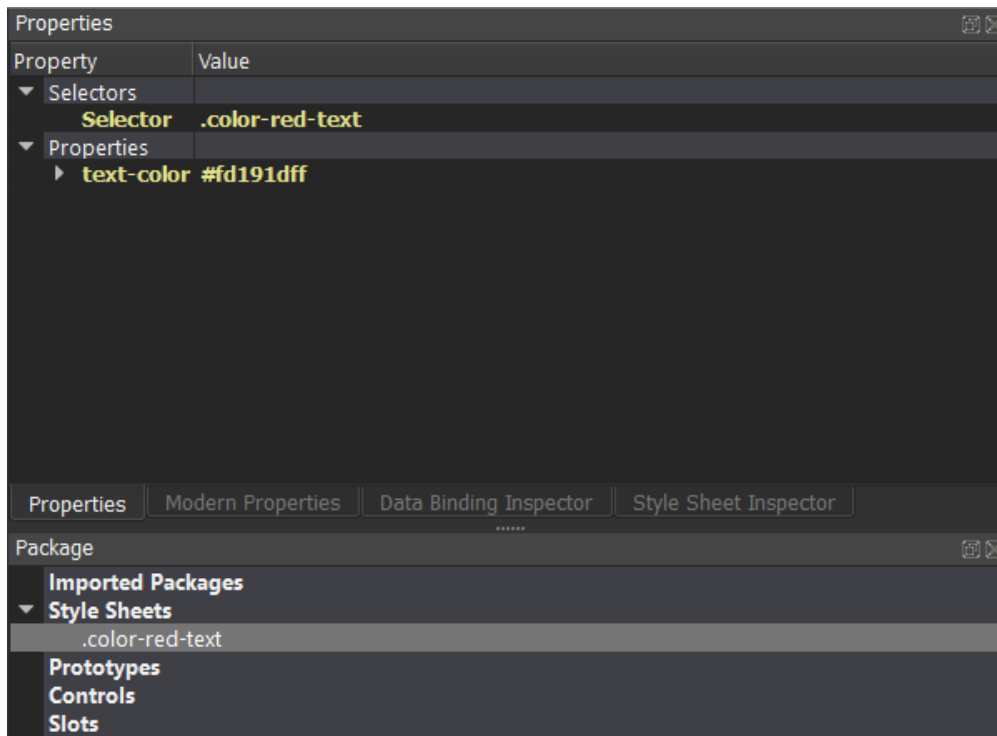 Properties
Property Value
Selectors
Selector .color-red-text
Properties
text-color #fd191dff
Properties Modern Properties Data Binding Inspector Style Sheet Inspector
Package
Imported Packages
Style Sheets
.color-red-text
Prototypes
Controls
Slots